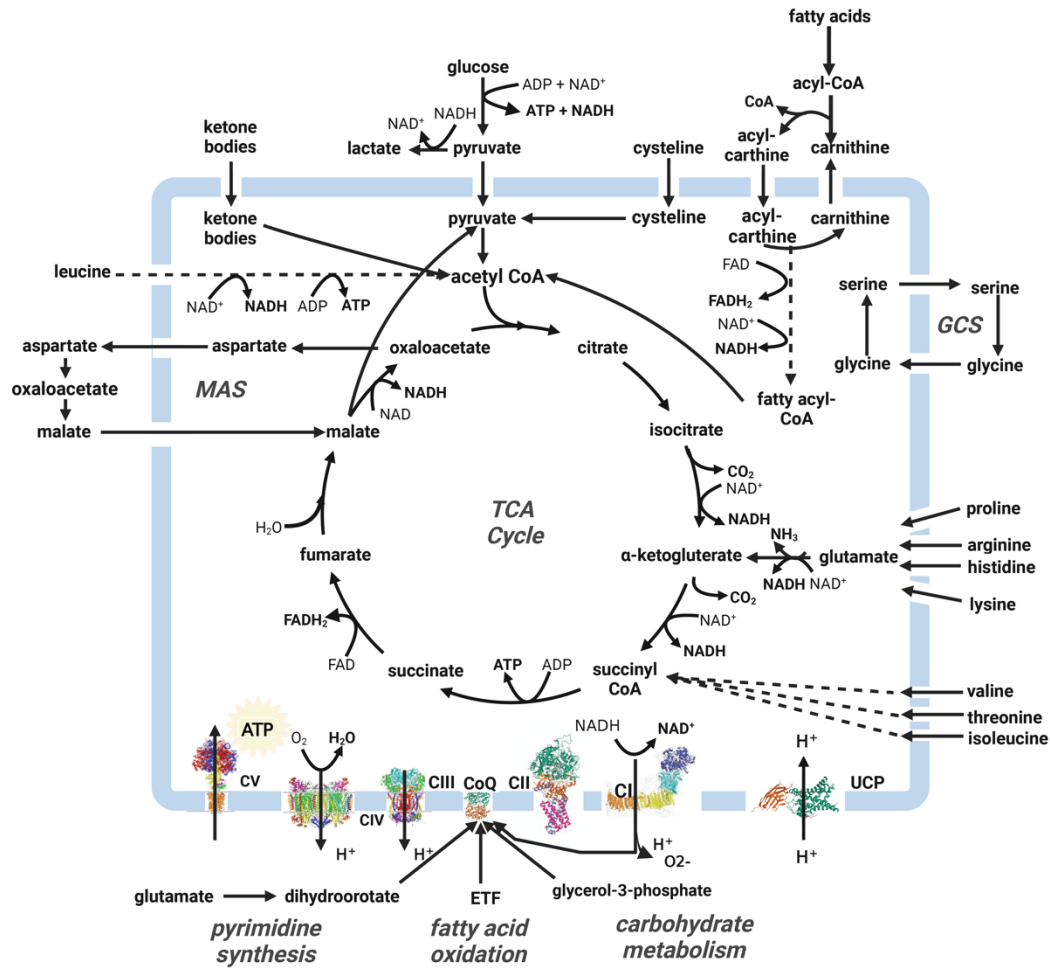 fatty acids
glucose
ADP + NAD⁺
ATP + NADH
acyl-CoA
CoA
NAD⁺
NADH
lactate
pyruvate
ketone
bodies
cysteline
acyl-
carthine
carnithine
ketone
bodies
pyruvate
cysteline
acyl-
carthine
carnithine
leucine
NAD⁺
NADH
ADP
ATP
acetyl CoA
FAD
FADH₂
NAD⁺
NADH
serine
serine
GCS
glycine
glycine
aspartate
aspartate
oxaloacetate
citrate
oxaloacetate
MAS
NADH
NAD
fatty acyl-
CoA
malate
malate
isocitrate
CO₂
NAD⁺
NADH
TCA
Cycle
H₂O
fumarate
α-ketogluterate
NH₃
NADH
NAD⁺
glutamate
proline
arginine
histidine
lysine
CO₂
NAD⁺
NADH
FADH₂
FAD
succinate
ATP
ADP
succinyl
CoA
valine
threonine
isoleucine
ATP
O₂
H₂O
NADH
NAD⁺
H⁺
CV
CIV
CIII
CoQ
CII
CI
UCP
H⁺
H⁺
H⁺
O2-
H⁺
glutamate
dihydroorotate
ETF
glycerol-3-phosphate
pyrimidine
synthesis
fatty acid
oxidation
carbohydrate
metabolism